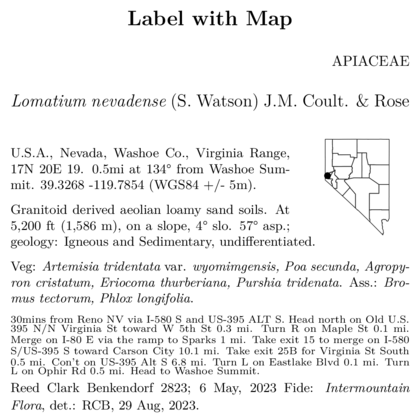 Label with Map
APIACEAE
Lomatium nevadense (S. Watson) J.M. Coult. & Rose
U.S.A., Nevada, Washoe Co., Virginia Range,
17N 20E 19. 0.5mi at 134° from Washoe Sum-
mit. 39.3268 -119.7854 (WGS84 +/- 5m).
Granitoid derived aeolian loamy sand soils. At
5,200 ft (1,586 m), on a slope, 4° slo. 57° asp.;
geology: Igneous and Sedimentary, undifferentiated.
Veg: Artemisia tridentata var. wyomimgensis, Poa secunda, Agropy-
ron cristatum, Eriocoma thurberiana, Purshia tridenata. Ass.: Bro-
mus tectorum, Phlox longifolia.
30mins from Reno NV via I-580 S and US-395 ALT S. Head north on Old U.S.
395 N/N Virginia St toward W 5th St 0.3 mi. Turn R on Maple St 0.1 mi.
Merge on I-80 E via the ramp to Sparks 1 mi. Take exit 15 to merge on I-580
S/US-395 S toward Carson City 10.1 mi. Take exit 25B for Virginia St South
0.5 mi. Con't on US-395 Alt S 6.8 mi. Turn L on Eastlake Blvd 0.1 mi. Turn
L on Ophir Rd 0.5 mi. Head to Washoe Summit.
Reed Clark Benkendorf 2823; 6 May, 2023 Fide: Intermountain
Flora, det.: RCB, 29 Aug, 2023.